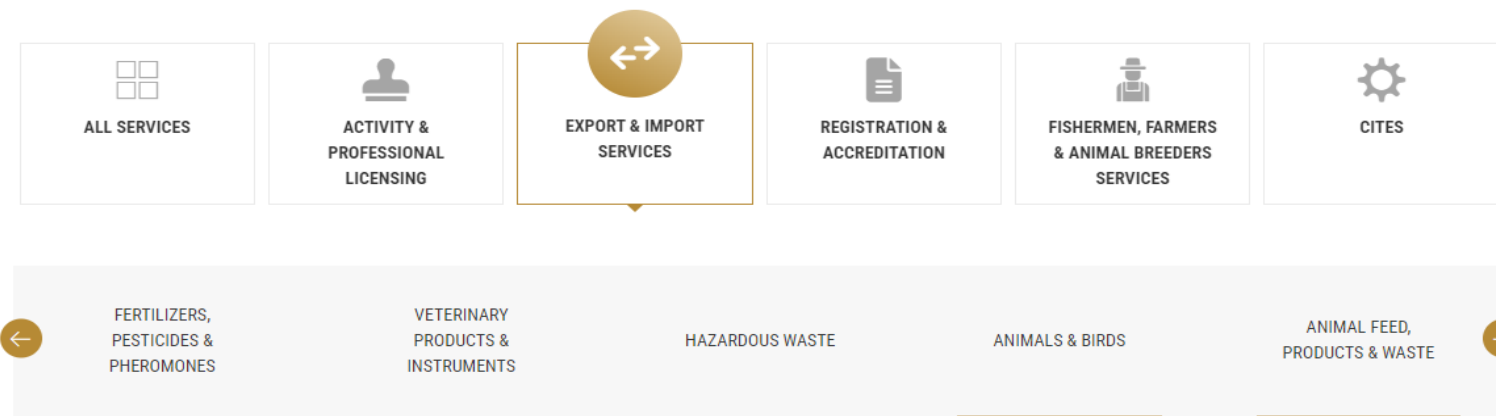 ALL SERVICES
ACTIVITY &
PROFESSIONAL
LICENSING
EXPORT & IMPORT
SERVICES
REGISTRATION &
ACCREDITATION
FISHERMEN, FARMERS
& ANIMAL BREEDERS
SERVICES
CITES
FERTILIZERS,
PESTICIDES &
PHEROMONES
VETERINARY
PRODUCTS &
INSTRUMENTS
HAZARDOUS WASTE
ANIMALS & BIRDS
ANIMAL FEED,
PRODUCTS & WASTE